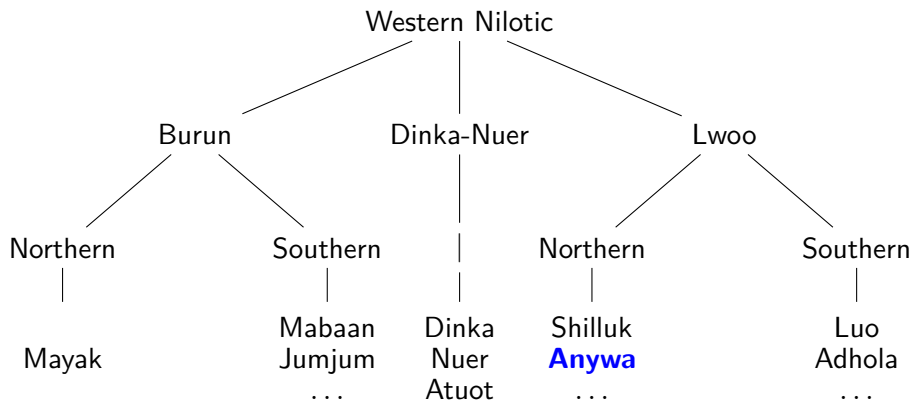 Western Nilotic
Burun Dinka-Nuer Lwoo
Northern Southern Northern Southern
Mabaan Dinka Shilluk Luo
Mayak Jumjum Nuer Anywa Adhola
. . . Atuot . . . . . .